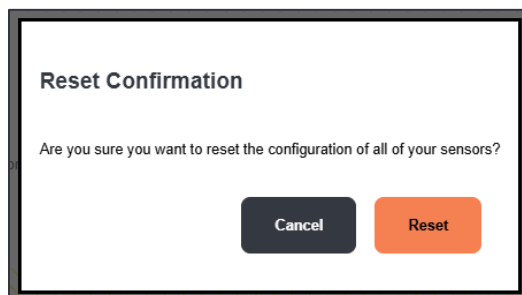 Reset Confirmation
Are you sure you want to reset the configuration of all of your sensors?
Cancel Reset